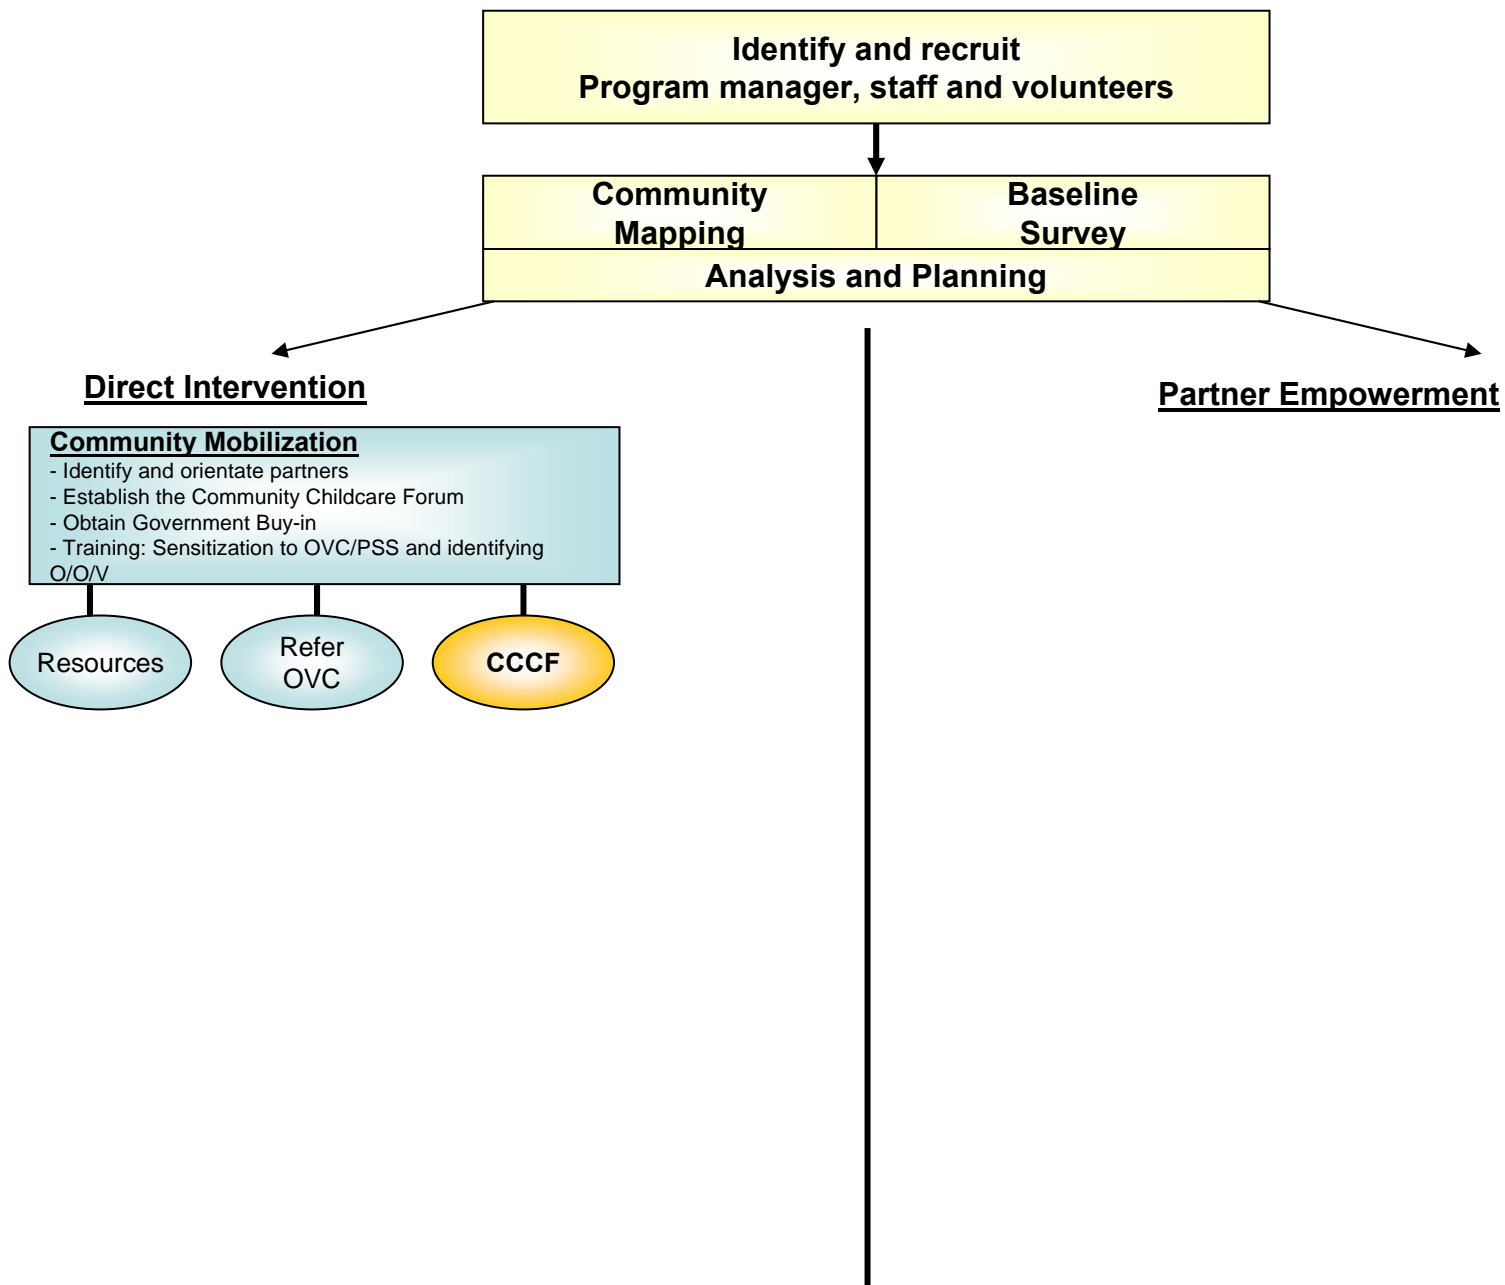 Identify and recruit
Program manager, staff and volunteers
Community
Mapping
Baseline
Survey
Analysis and Planning
Direct Intervention
Partner Empowerment
Community Mobilization
- Identify and orientate partners
- Establish the Community Childcare Forum
- Obtain Government Buy-in
- Training: Sensitization to OVC/PSS and identifying
O/O/V
Resources
Refer
OVC
CCCF